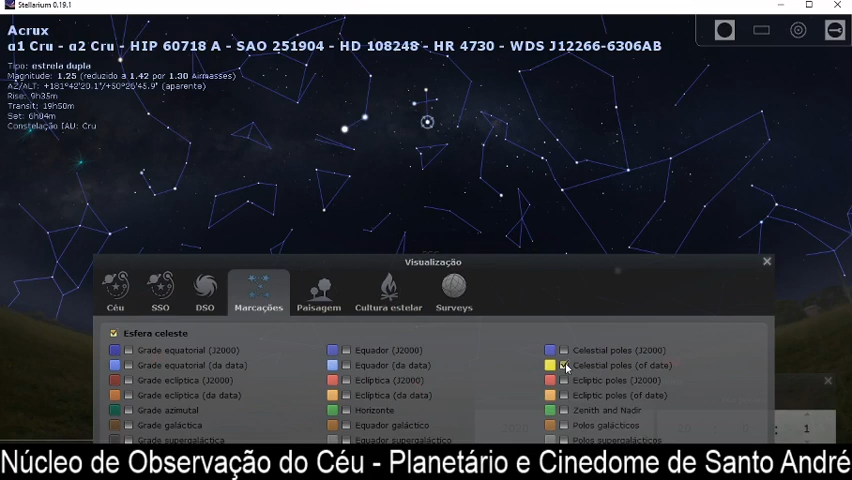 Stellarium 0.19.1
Acrux
α1 Cru - α2 Cru - HIP 60718 A - SAO 251904 - HD 108248 - HR 4730 - WDS J12266-6306AB
Tipo: estrela dupla
Magnitude: 1.25 (reduzido a 1.42 por 1.30 Airmasses)
AZ/ALT: +181°42'20.1"/+50°26'45.9" (aparente)
Rise: 9h35m
Transit: 19h50m
Set: 6h04m
Constelação IAU: Cru
Visualização
Céu SSO DSO Marcações Paisagem Cultura estelar Surveys
Esfera celeste
Grade equatorial (J2000) Equador (J2000) Celestial poles (J2000)
Grade equatorial (da data) Equador (da data) Celestial poles (of date)
Grade eclíptica (J2000) Eclíptica (J2000) Ecliptic poles (J2000)
Grade ecliptica (da data) Eclíptica (da data) Ecliptic poles (of date)
Grade azimutal Horizonte Zenith and Nadir
Grade galáctica Equador galáctico Polos galácticos
Grade supergaláctica Equador supergaláctico Polos supergalácticos
: 1
Núcleo de Observação do Céu - Planetário e Cinedome de Santo André